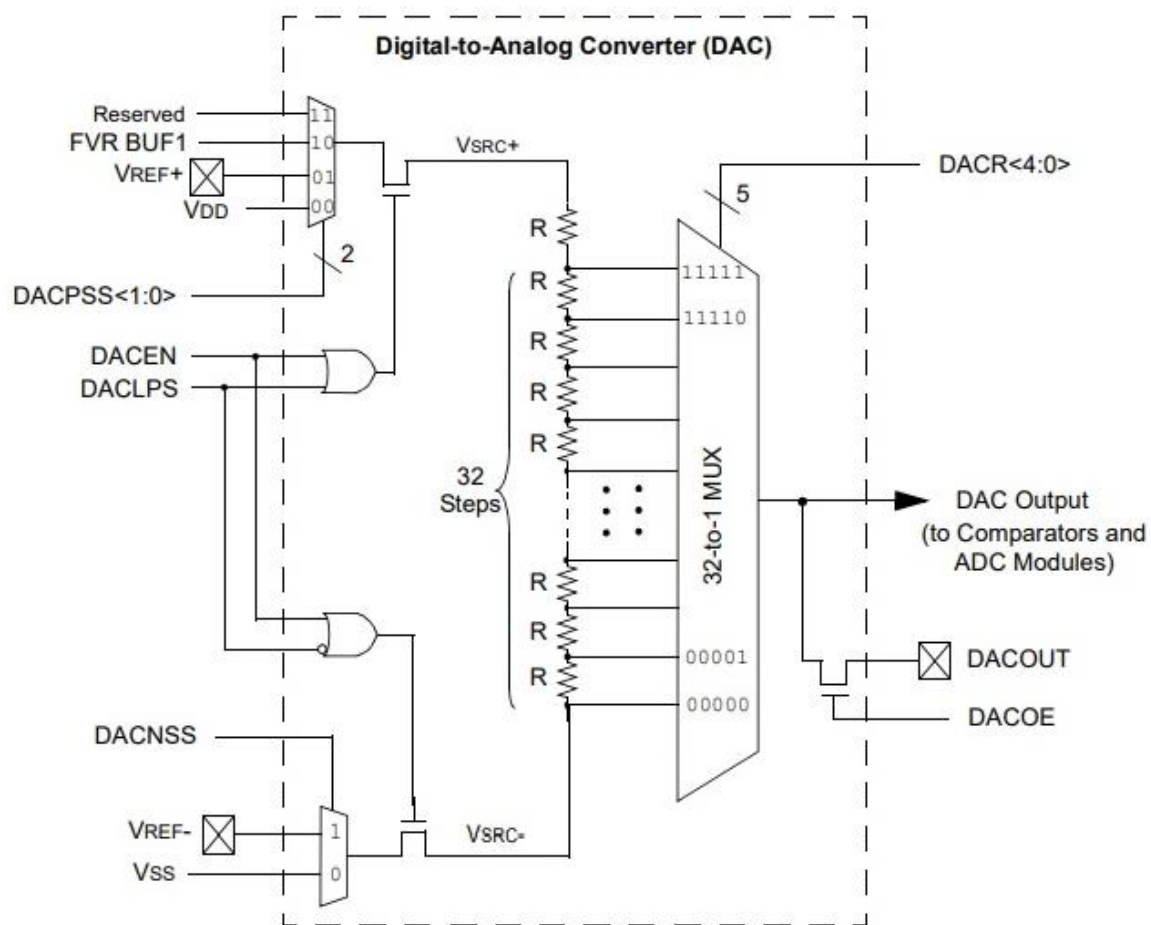 Digital-to-Analog Converter (DAC)
Reserved
FVR BUF1
VREF+
VDD
11
10
01
00
2
DACPSS<1:0>
DACEN
DACLPS
VSRC+
R
R
R
R
R
32
Steps
R
R
R
5
DACR<4:0>
11111
11110
32-to-1 MUX
00001
00000
DAC Output
(to Comparators and
ADC Modules)
DACOUT
DACOE
DACNSS
VREF-
VSS
1
0
VSRC-